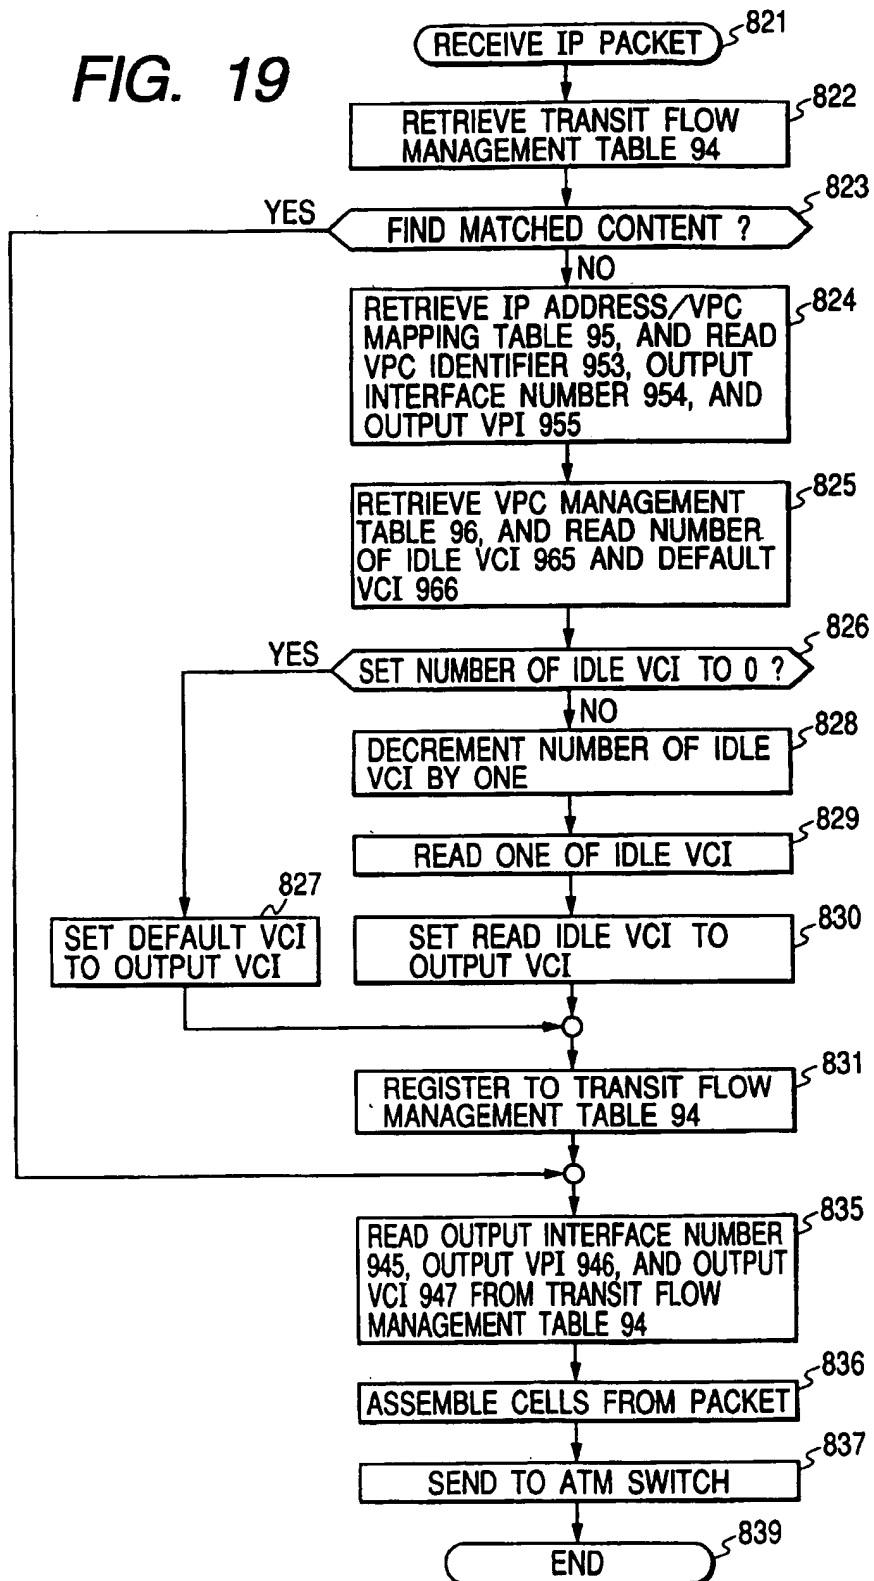 FIG. 19
RECEIVE IP PACKET
821
RETRIEVE TRANSIT FLOW
MANAGEMENT TABLE 94
822
YES
FIND MATCHED CONTENT ?
823
NO
RETRIEVE IP ADDRESS/VPC
MAPPING TABLE 95, AND READ
VPC IDENTIFIER 953, OUTPUT
INTERFACE NUMBER 954, AND
OUTPUT VPI 955
824
RETRIEVE VPC MANAGEMENT
TABLE 96, AND READ NUMBER
OF IDLE VCI 965 AND DEFAULT
VCI 966
825
YES
SET NUMBER OF IDLE VCI TO 0 ?
826
NO
DECREMENT NUMBER OF IDLE
VCI BY ONE
828
READ ONE OF IDLE VCI
829
827
SET DEFAULT VCI
TO OUTPUT VCI
SET READ IDLE VCI TO
OUTPUT VCI
830
REGISTER TO TRANSIT FLOW
MANAGEMENT TABLE 94
831
READ OUTPUT INTERFACE NUMBER
945, OUTPUT VPI 946, AND OUTPUT
VCI 947 FROM TRANSIT FLOW
MANAGEMENT TABLE 94
835
ASSEMBLE CELLS FROM PACKET
836
SEND TO ATM SWITCH
837
END
839